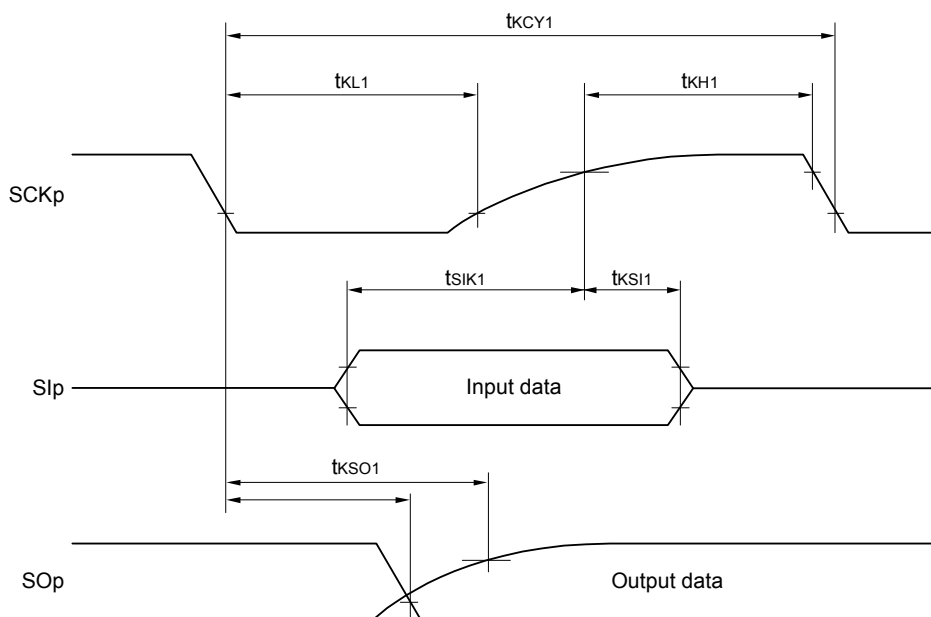 tKCY1
tKL1
tKH1
SCKp
tSIK1
tKSI1
SIp
Input data
tKSO1
SOp
Output data